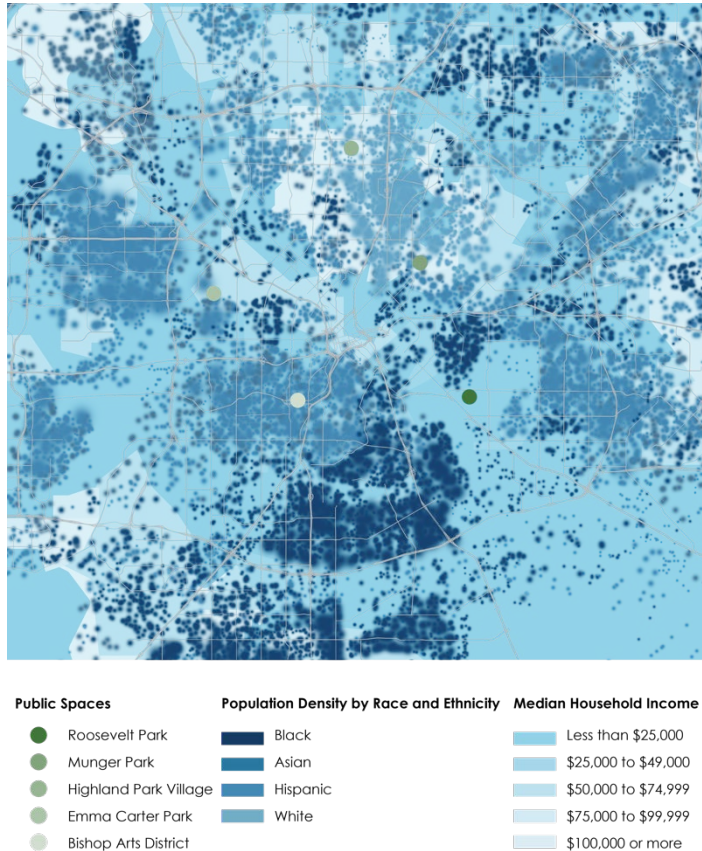 Public Spaces
Roosevelt Park
Munger Park
Highland Park Village
Emma Carter Park
Bishop Arts District
Population Density by Race and Ethnicity
Black
Asian
Hispanic
White
Median Household Income
Less than $25,000
$25,000 to $49,000
$50,000 to $74,999
$75,000 to $99,999
$100,000 or more